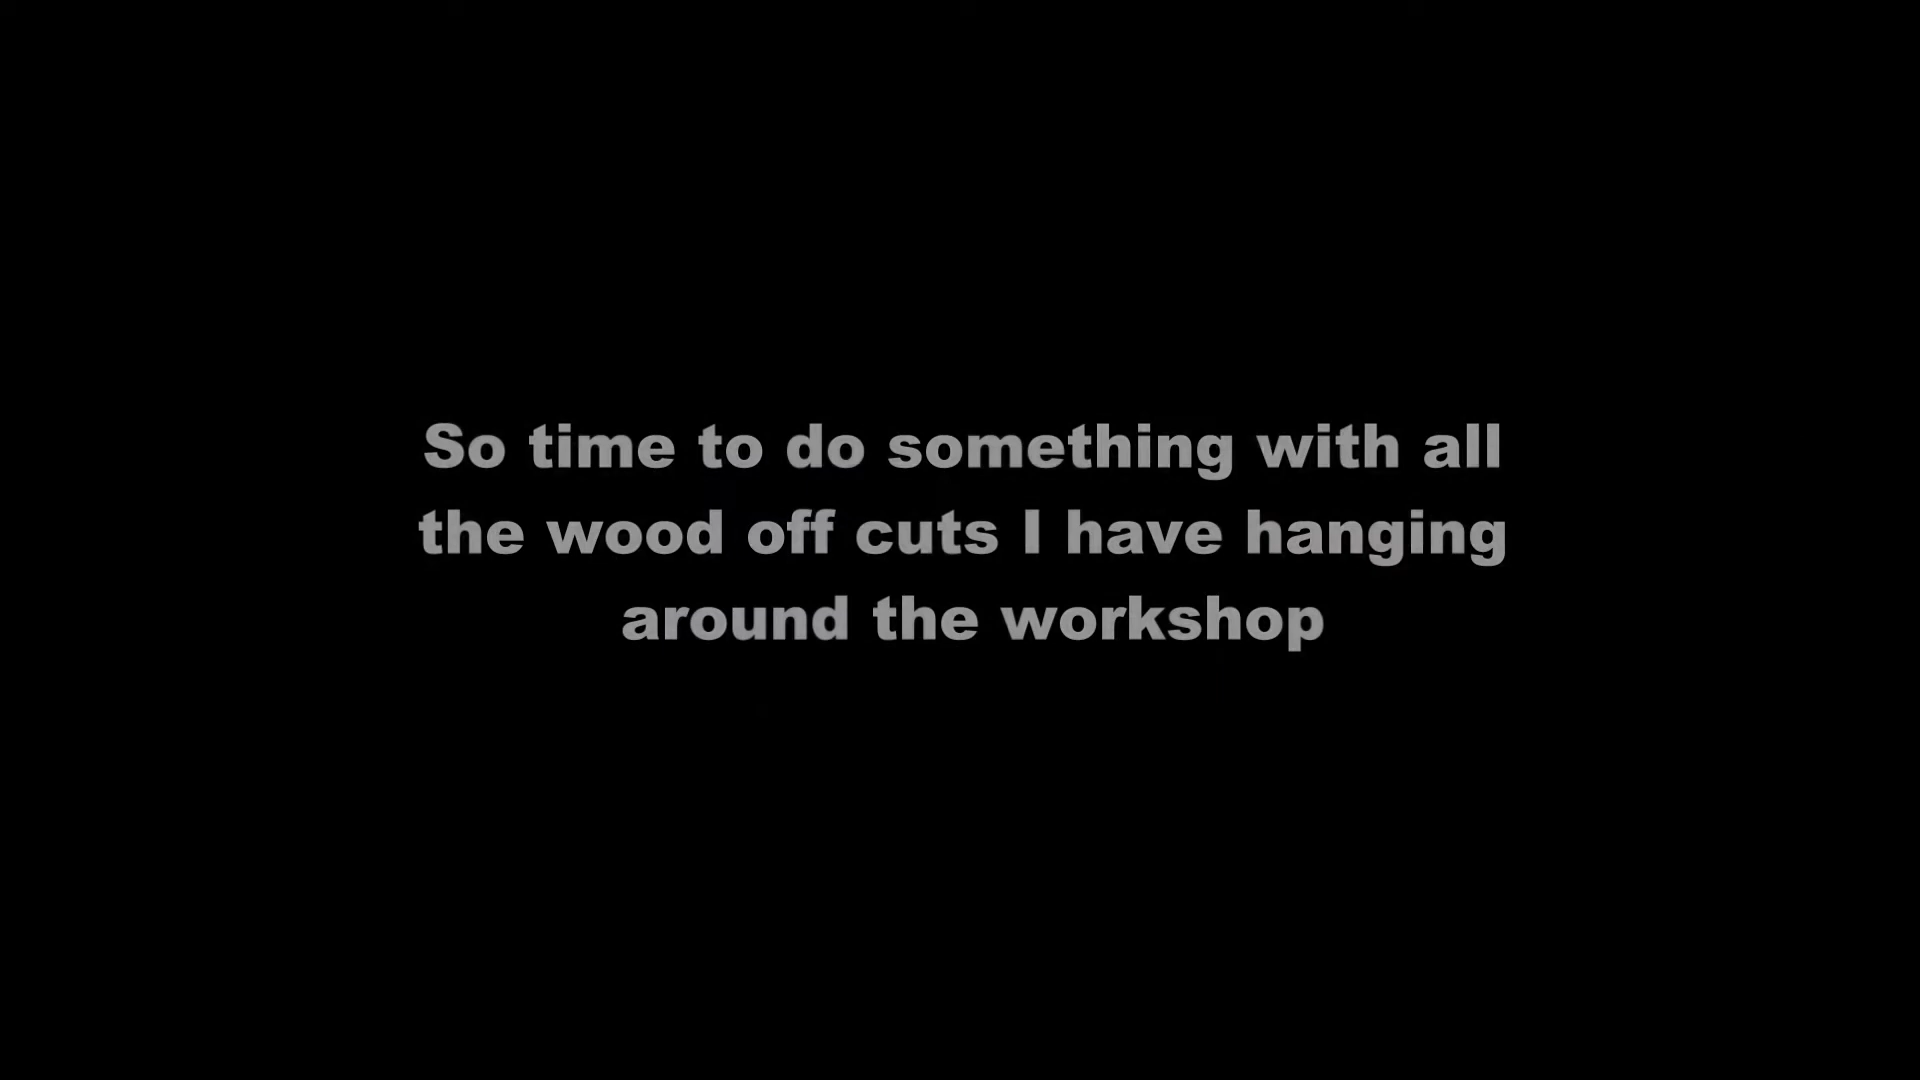 So time to do something with all
the wood off cuts I have hanging
around the workshop